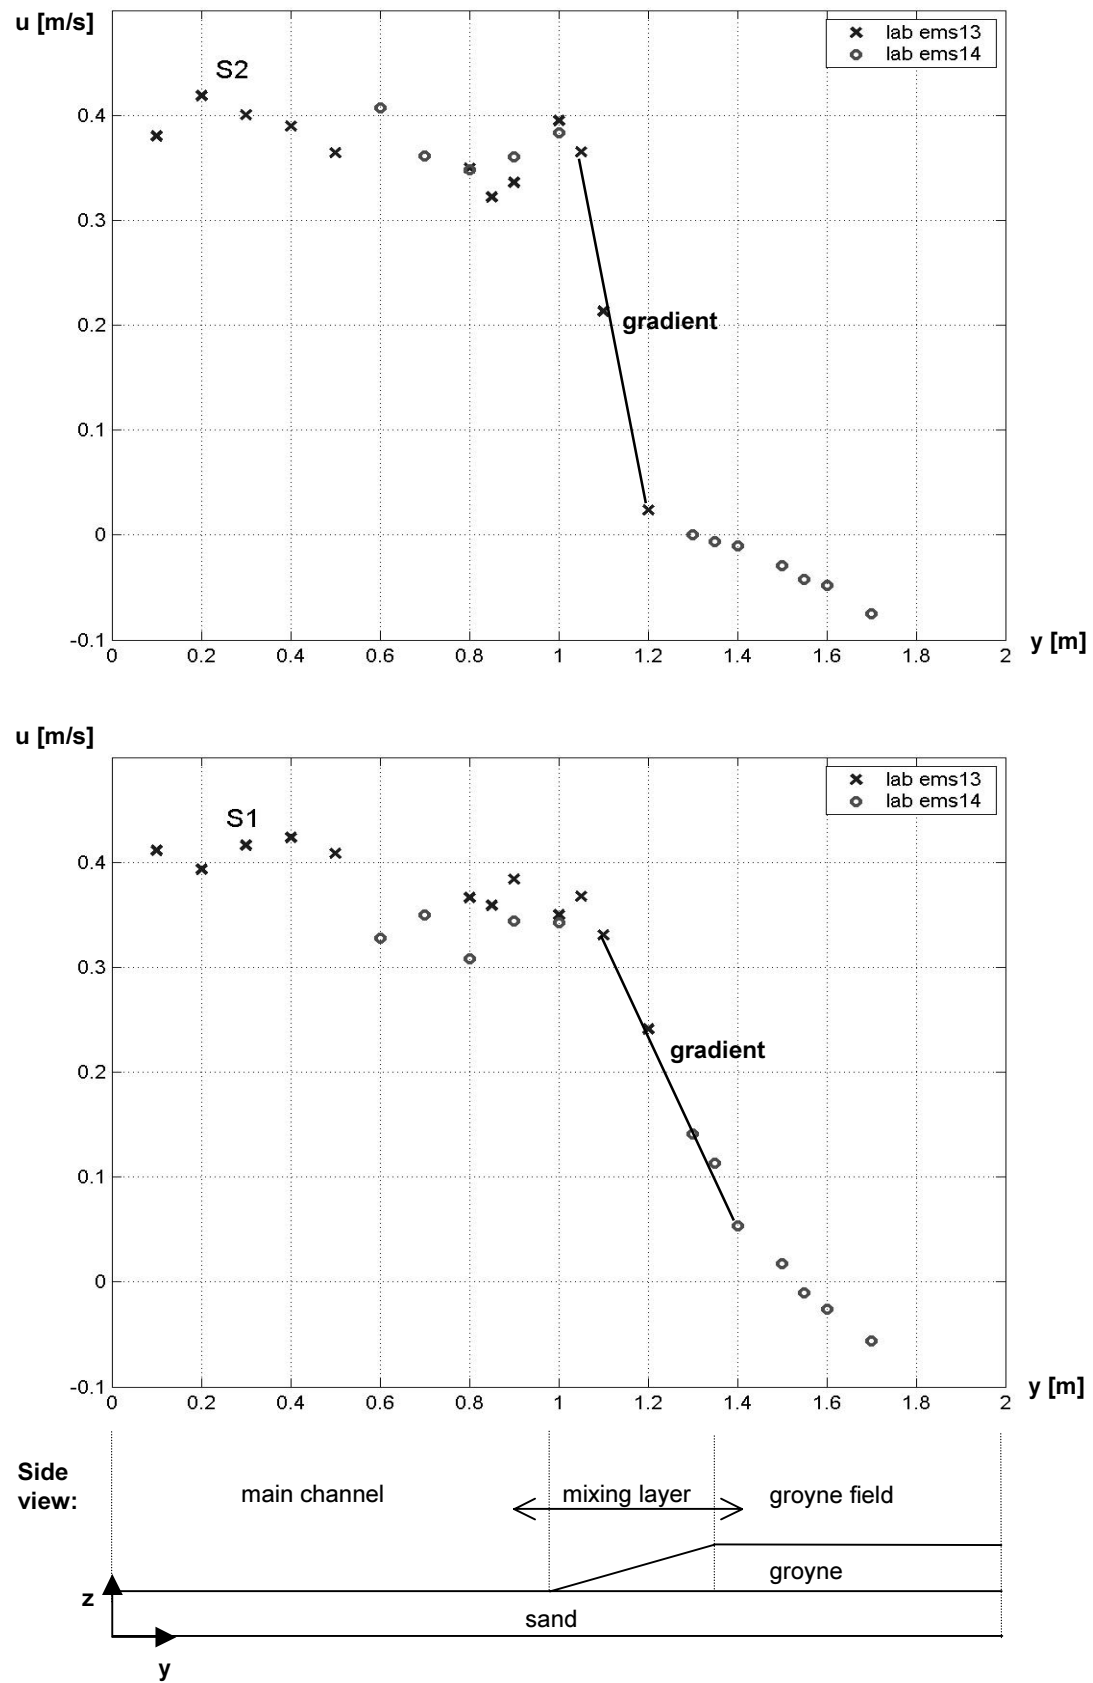 u [m/s]
lab ems13
lab ems14
S2
0.4
0.3
gradient
0.2
0.1
0
-0.1
0 0.2 0.4 0.6 0.8 1 1.2 1.4 1.6 1.8 2
y [m]
u [m/s]
lab ems13
lab ems14
S1
0.4
0.3
gradient
0.2
0.1
0
-0.1
0 0.2 0.4 0.6 0.8 1 1.2 1.4 1.6 1.8 2
y [m]
Side
view:
main channel mixing layer groyne field
groyne
z
sand
y